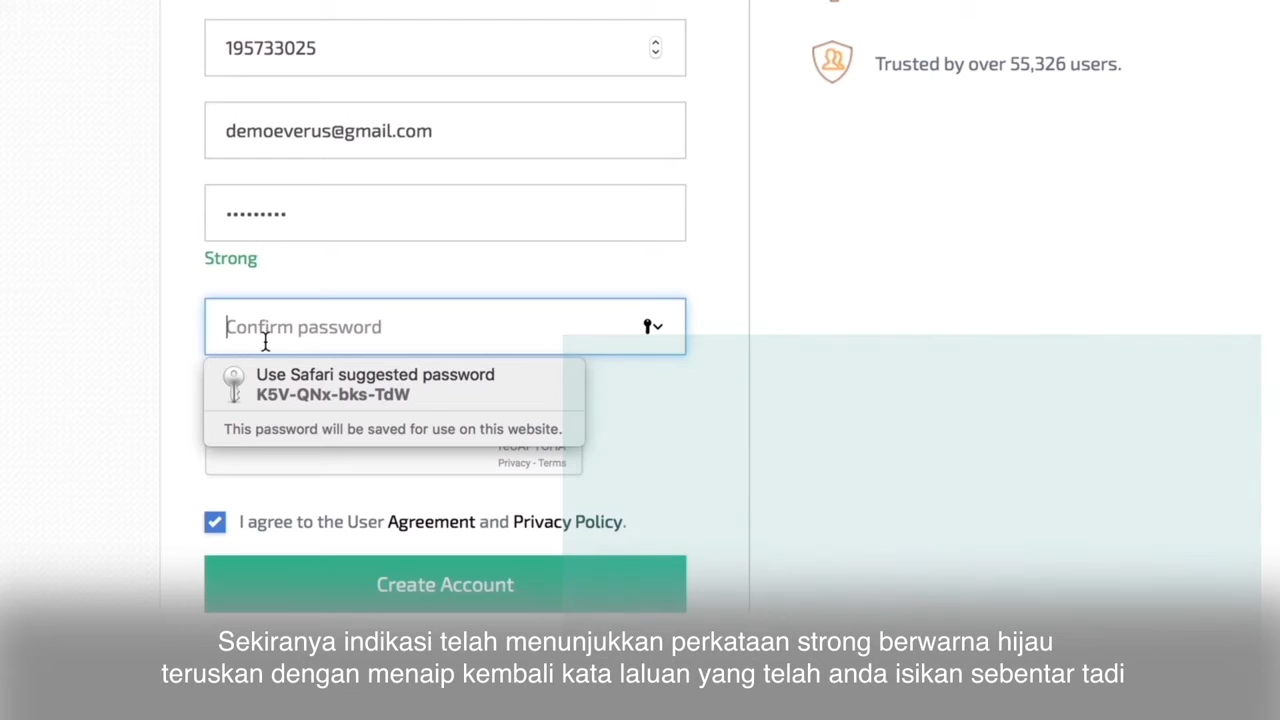 195733025
Trusted by over 55,326 users.
demoeverus@gmail.com
•••••••••
Strong
Confirm password
Use Safari suggested password
K5V-QNx-bks-TdW
This password will be saved for use on this website.
reCAPTCHA
Privacy - Terms
I agree to the User Agreement and Privacy Policy.
Create Account
Sekiranya indikasi telah menunjukkan perkataan strong berwarna hijau
teruskan dengan menaip kembali kata laluan yang telah anda isikan sebentar tadi